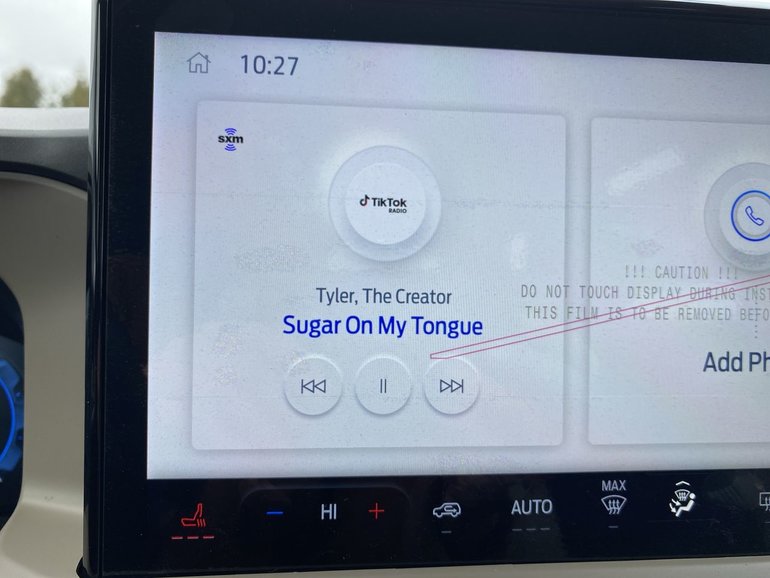 10:27
sxm
TikTok
RADIO
Tyler, The Creator
Sugar On My Tongue
!!! CAUTION !!!
DO NOT TOUCH DISPLAY DURING INST
THIS FILM IS TO BE REMOVED BEFO
Add Ph
HI
AUTO
MAX